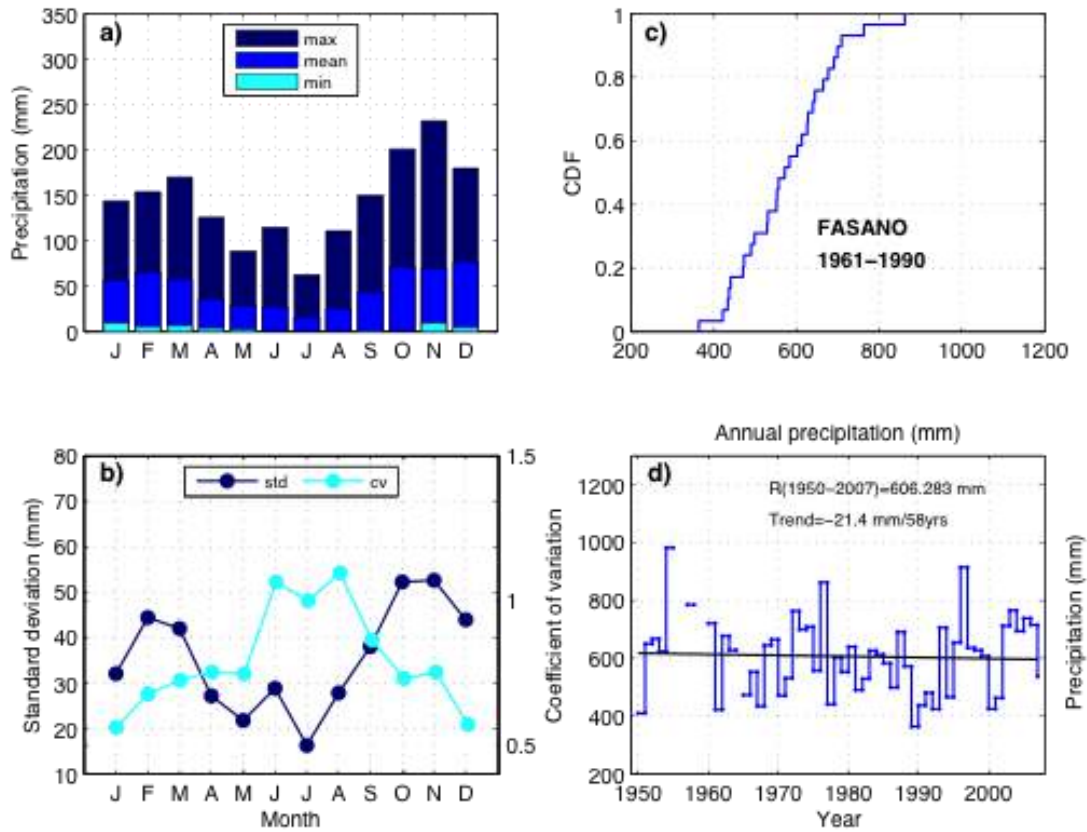 a)
350
300
250
200
150
100
50
0
Precipitation (mm)
max
mean
min
J F M A M J J A S O N D
c)
1
0.8
0.6
0.4
0.2
0
CDF
FASANO
1961–1990
200 400 600 800 1000 1200
Annual precipitation (mm)
b)
80
70
60
50
40
30
20
10
Standard deviation (mm)
std cv
1.5
1
0.5
Coefficient of variation
J F M A M J J A S O N D
Month
d)
1200
1000
800
600
400
200
R(1950−2007)=606.283 mm
Trend=−21.4 mm/58yrs
Precipitation (mm)
1950 1960 1970 1980 1990 2000
Year